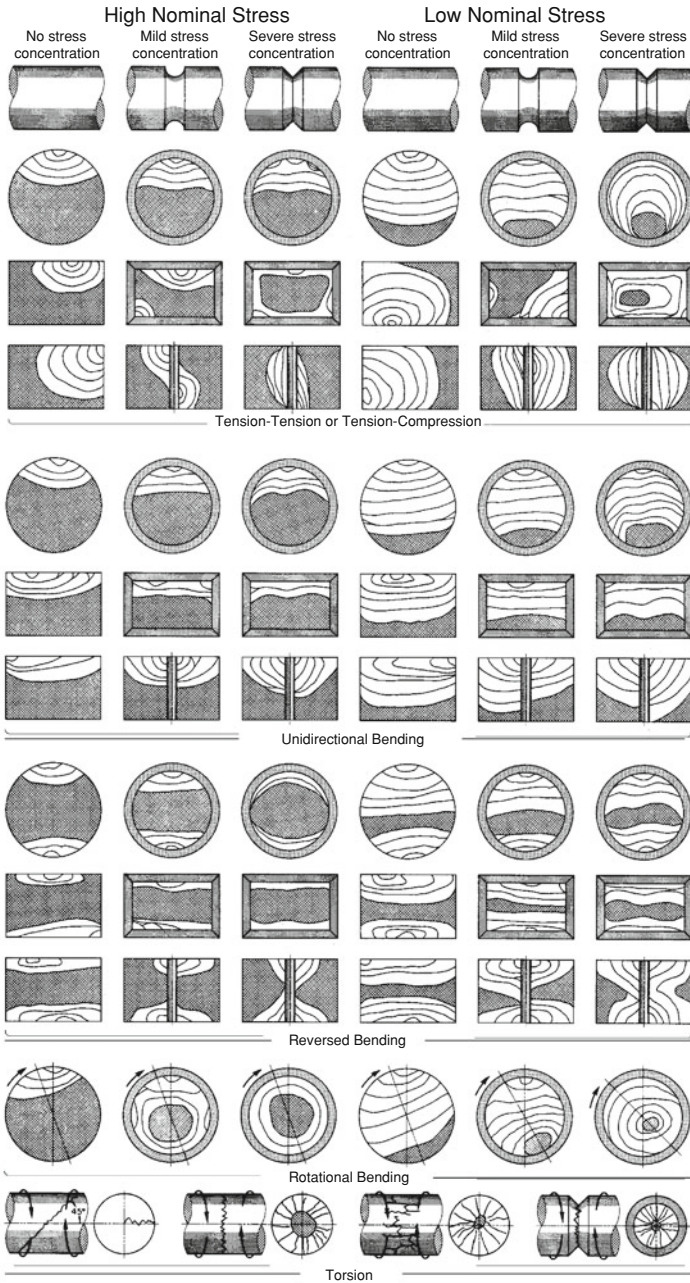 High Nominal Stress Low Nominal Stress
No stress concentration
Mild stress concentration
Severe stress concentration
No stress concentration
Mild stress concentration
Severe stress concentration
Tension-Tension or Tension-Compression
Unidirectional Bending
Reversed Bending
Rotational Bending
45°
Torsion